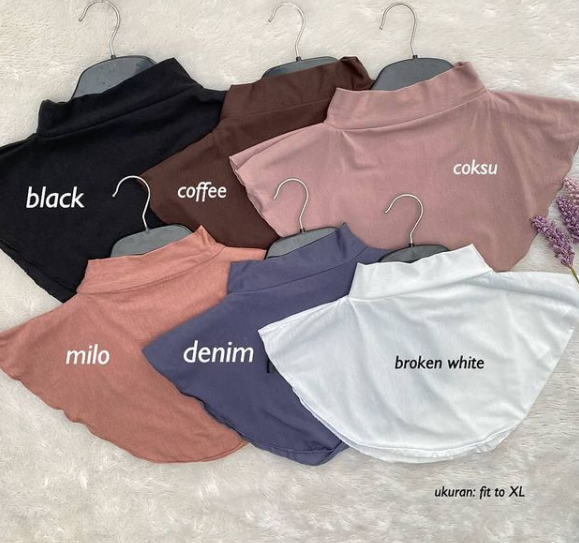 black
coffee
coksu
milo
denim
broken white
ukuran: fit to XL